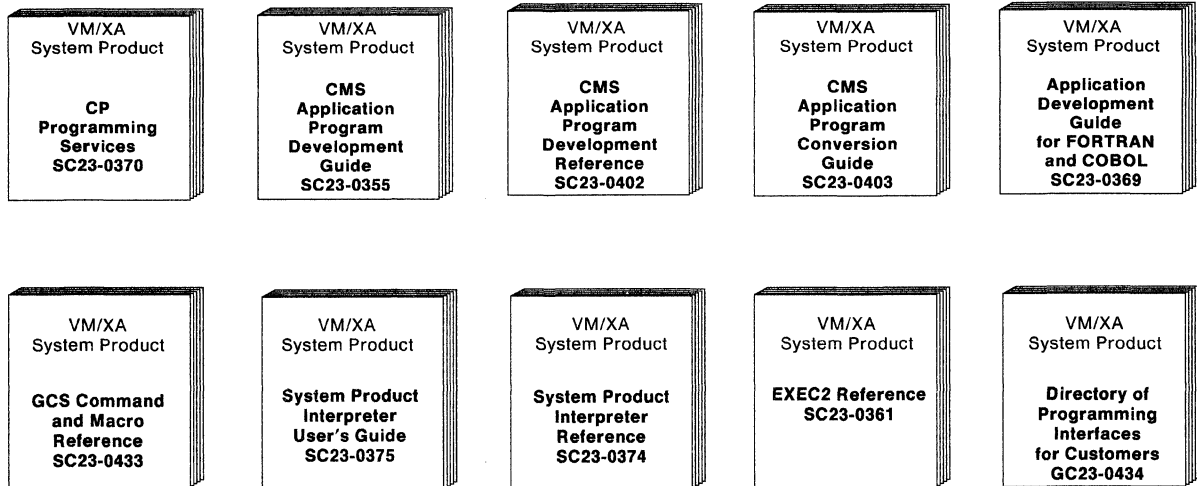 VM/XA
System Product
CP
Programming
Services
SC23-0370
VM/XA
System Product
CMS
Application
Program
Development
Guide
SC23-0355
VM/XA
System Product
CMS
Application
Program
Development
Reference
SC23-0402
VM/XA
System Product
CMS
Application
Program
Conversion
Guide
SC23-0403
VM/XA
System Product
Application
Development
Guide
for FORTRAN
and COBOL
SC23-0369
VM/XA
System Product
GCS Command
and Macro
Reference
SC23-0433
VM/XA
System Product
System Product
Interpreter
User's Guide
SC23-0375
VM/XA
System Product
System Product
Interpreter
Reference
SC23-0374
VM/XA
System Product
EXEC2 Reference
SC23-0361
VM/XA
System Product
Directory of
Programming
Interfaces
for Customers
GC23-0434